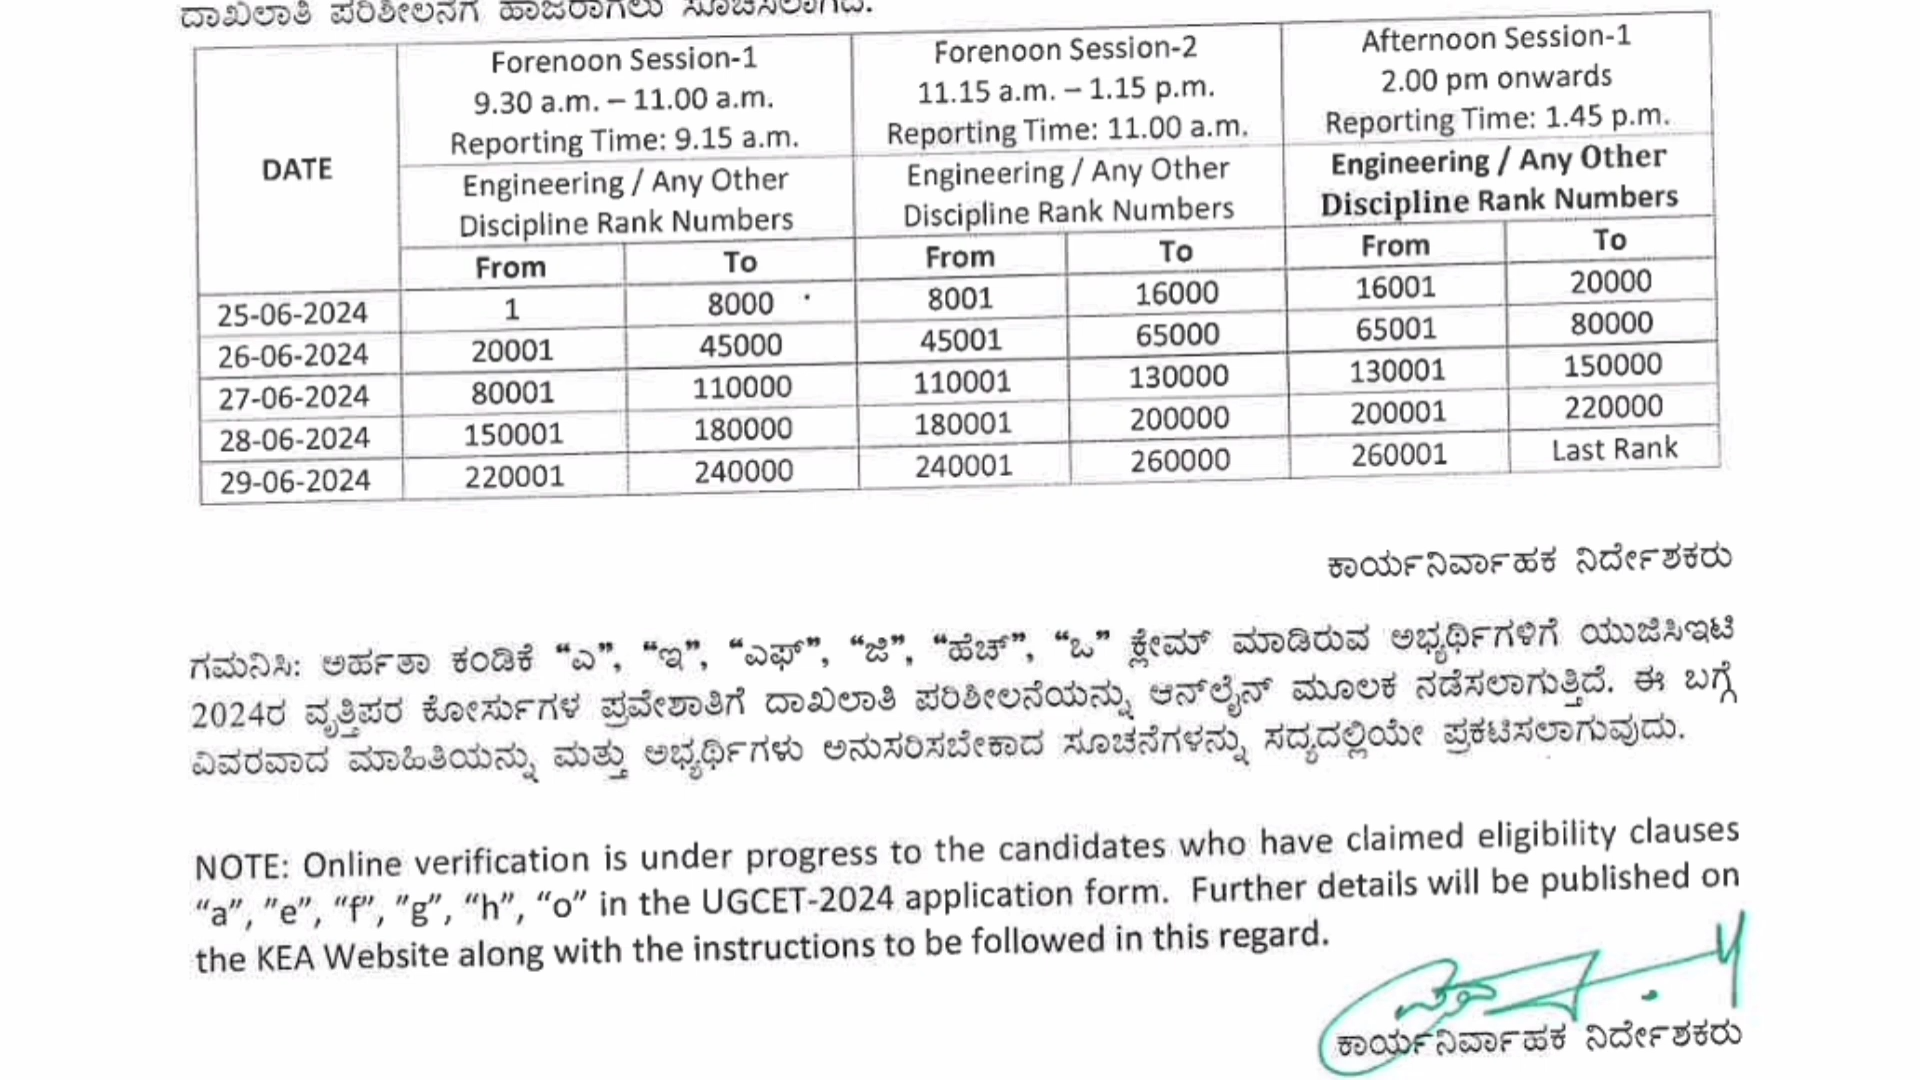 ದಾಖಲಾತಿ ಪರಿಶೀಲನೆಗೆ ಹಾಜರಾಗಲು ಸೂಚಿಸಲಾಗಿದೆ.
DATE
Forenoon Session-1
9.30 a.m. – 11.00 a.m.
Reporting Time: 9.15 a.m.
Forenoon Session-2
11.15 a.m. – 1.15 p.m.
Reporting Time: 11.00 a.m.
Afternoon Session-1
2.00 pm onwards
Reporting Time: 1.45 p.m.
Engineering / Any Other
Discipline Rank Numbers
Engineering / Any Other
Discipline Rank Numbers
Engineering / Any Other
Discipline Rank Numbers
From To From To From To
25-06-2024 1 8000 8001 16000 16001 20000
26-06-2024 20001 45000 45001 65000 65001 80000
27-06-2024 80001 110000 110001 130000 130001 150000
28-06-2024 150001 180000 180001 200000 200001 220000
29-06-2024 220001 240000 240001 260000 260001 Last Rank
ಕಾರ್ಯನಿರ್ವಾಹಕ ನಿರ್ದೇಶಕರು
ಗಮನಿಸಿ: ಅರ್ಹತಾ ಕಂಡಿಕೆ “ಎ”, “ಇ”, “ಎಫ್”, “ಜಿ”, “ಹೆಚ್”, “ಒ” ಕ್ಲೇಮ್ ಮಾಡಿರುವ ಅಭ್ಯರ್ಥಿಗಳಿಗೆ ಯುಜಿಸಿಇಟಿ
2024ರ ವೃತ್ತಿಪರ ಕೋರ್ಸುಗಳ ಪ್ರವೇಶಾತಿಗೆ ದಾಖಲಾತಿ ಪರಿಶೀಲನೆಯನ್ನು ಆನ್‌ಲೈನ್ ಮೂಲಕ ನಡೆಸಲಾಗುತ್ತಿದೆ. ಈ ಬಗ್ಗೆ
ವಿವರವಾದ ಮಾಹಿತಿಯನ್ನು ಮತ್ತು ಅಭ್ಯರ್ಥಿಗಳು ಅನುಸರಿಸಬೇಕಾದ ಸೂಚನೆಗಳನ್ನು ಸದ್ಯದಲ್ಲಿಯೇ ಪ್ರಕಟಿಸಲಾಗುವುದು.
NOTE: Online verification is under progress to the candidates who have claimed eligibility clauses
“a”, ”e”, “f”, ”g”, “h”, “o” in the UGCET-2024 application form. Further details will be published on
the KEA Website along with the instructions to be followed in this regard.
ಕಾರ್ಯನಿರ್ವಾಹಕ ನಿರ್ದೇಶಕರು